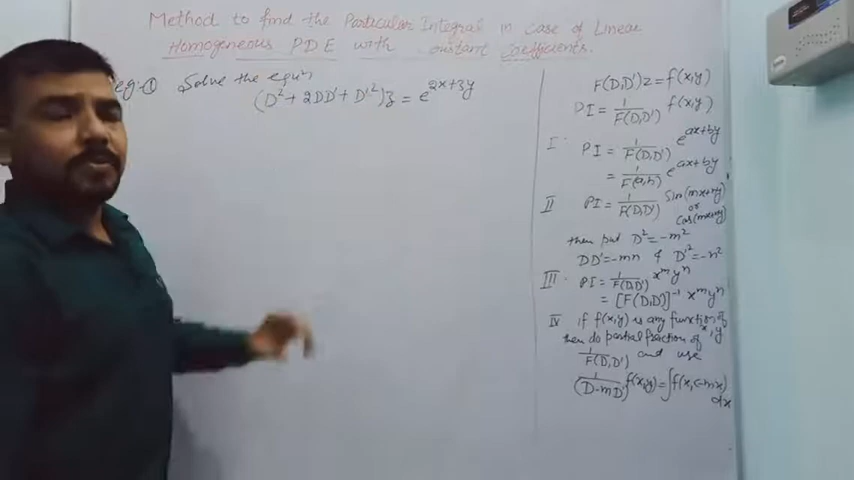 Method to find the Particular Integral in case of Linear
Homogeneous PDE with constant Coefficients.
eg. ① Solve the equⁿ
(D² + 2DD' + D'²)z = e^(2x+3y)
F(D,D')z = f(x,y)
PI = 1/F(D,D') f(x,y)
I PI = 1/F(D,D') e^(ax+by)
= 1/F(a,b) e^(ax+by)
II PI = 1/F(D,D') Sin(mx+ny)
or
Cos(mx+ny)
then put D² = -m²
DD' = -mn & D'² = -n²
III PI = 1/F(D,D') x^m y^n
= [F(D,D')]⁻¹ x^m y^n
IV if f(x,y) is any function of x,y
then do partial fraction of
1/F(D,D') and use
1/(D-mD') f(x,y) = ∫f(x,c-mx)
dx